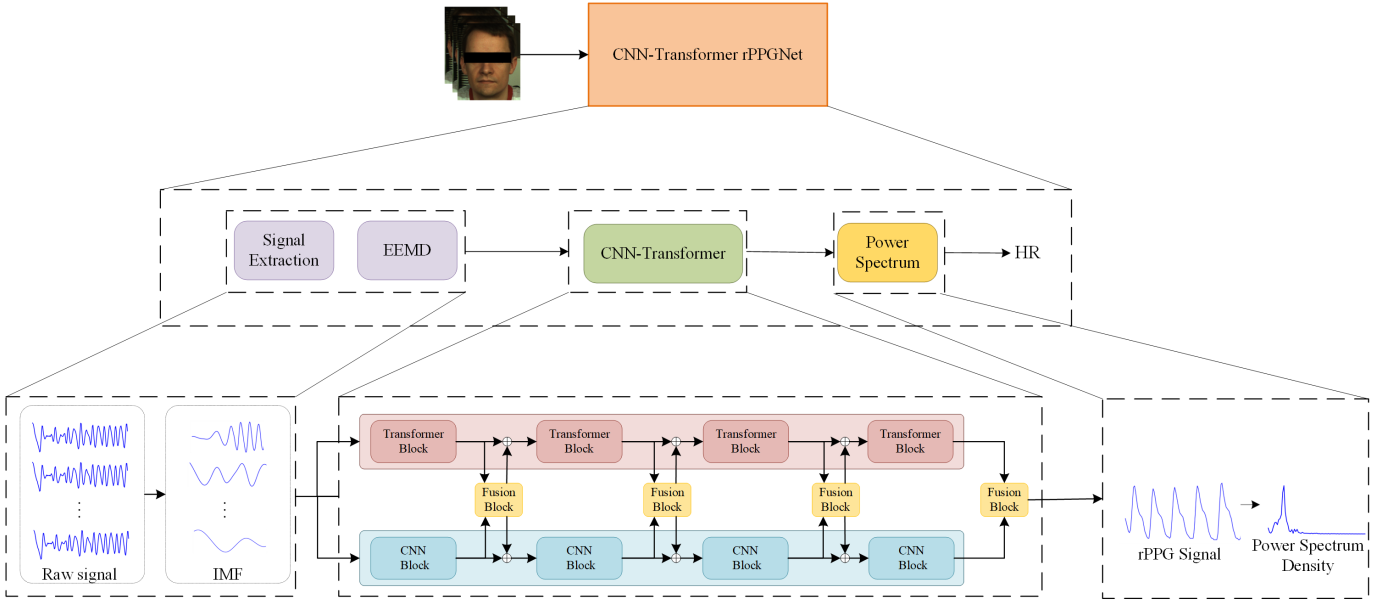 CNN-Transformer rPPGNet
Signal
Extraction
EEMD
CNN-Transformer
Power
Spectrum
HR
Raw signal
IMF
Transformer
Block
Transformer
Block
Transformer
Block
Transformer
Block
Fusion
Block
Fusion
Block
Fusion
Block
Fusion
Block
CNN
Block
CNN
Block
CNN
Block
CNN
Block
rPPG Signal
Power Spectrum
Density